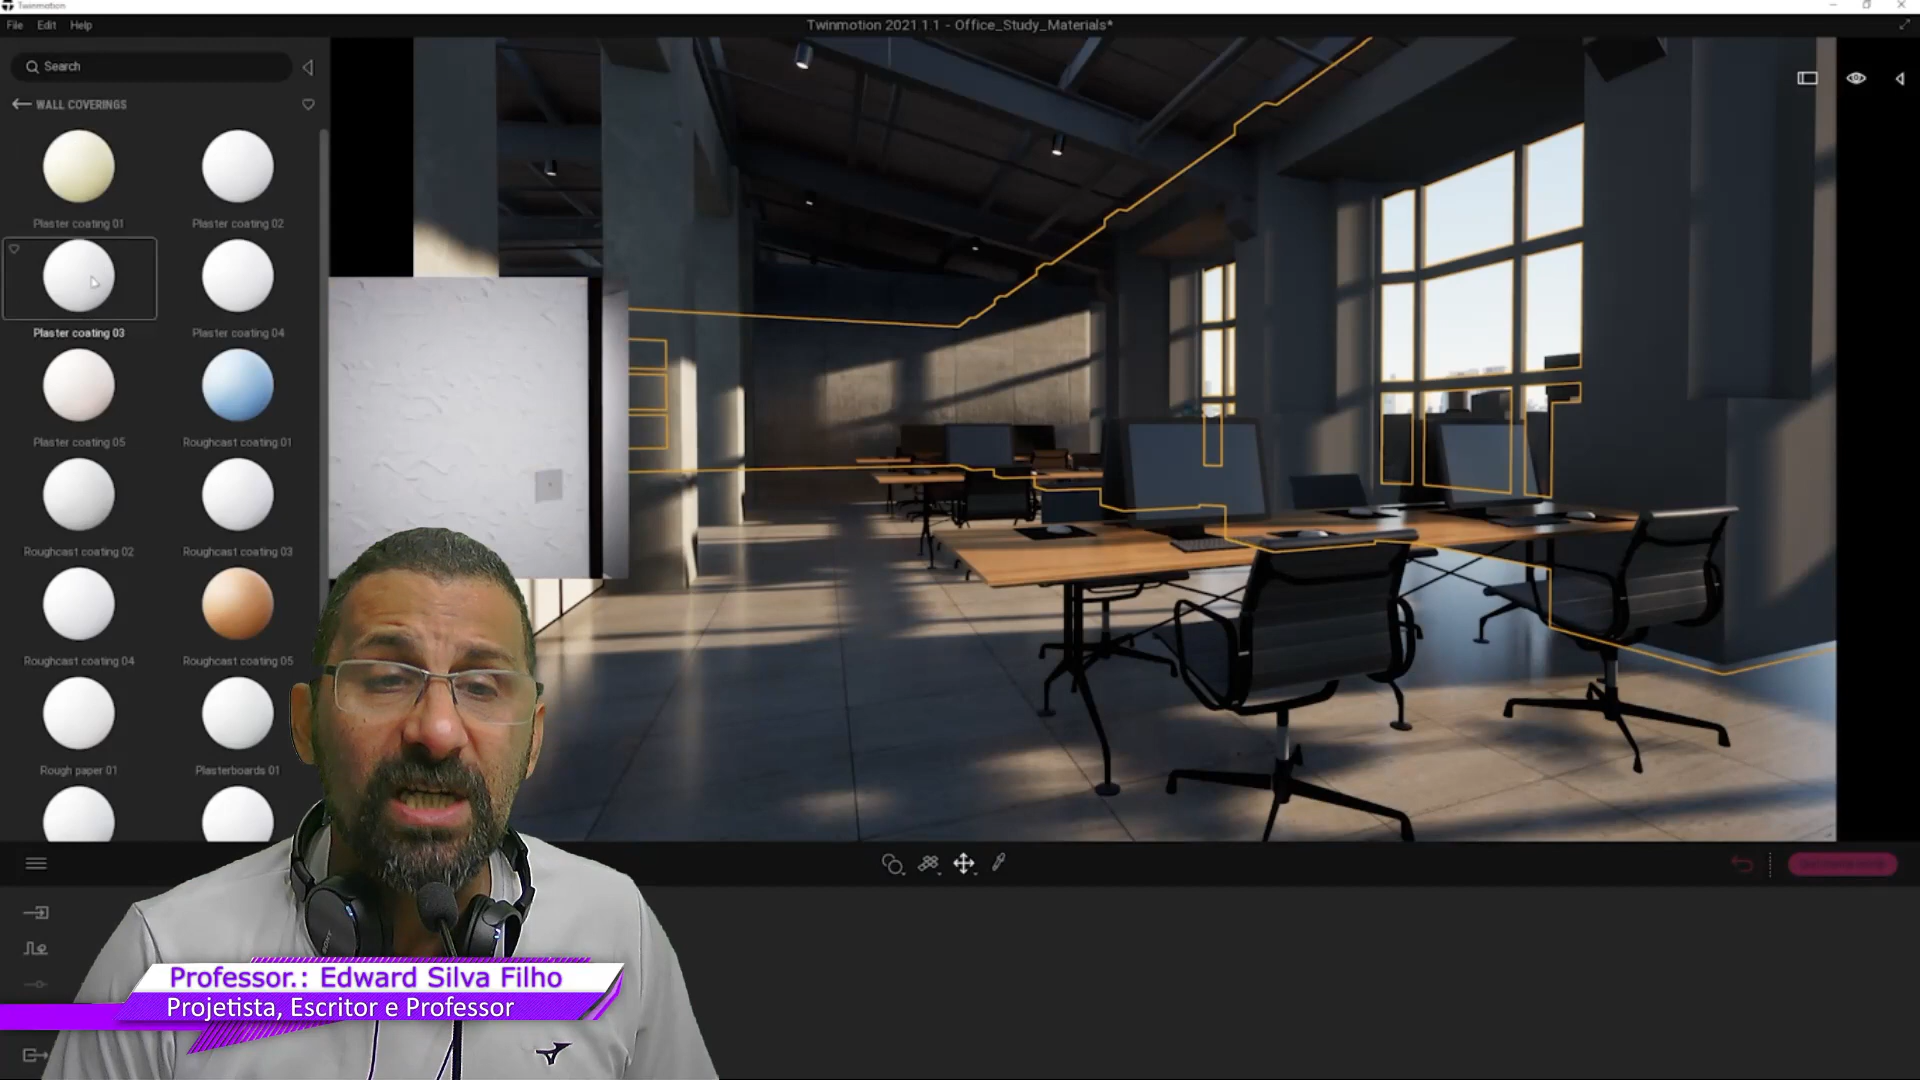 Twinmotion
File Edit Help
Twinmotion 2021 1.1 - Office_Study_Materials*
Search
WALL COVERINGS
Plaster coating 01
Plaster coating 02
Plaster coating 03
Plaster coating 04
Plaster coating 05
Roughcast coating 01
Roughcast coating 02
Roughcast coating 03
Roughcast coating 04
Roughcast coating 05
Rough paper 01
Plasterboards 01
SONY
Professor.: Edward Silva Filho
Projetista, Escritor e Professor